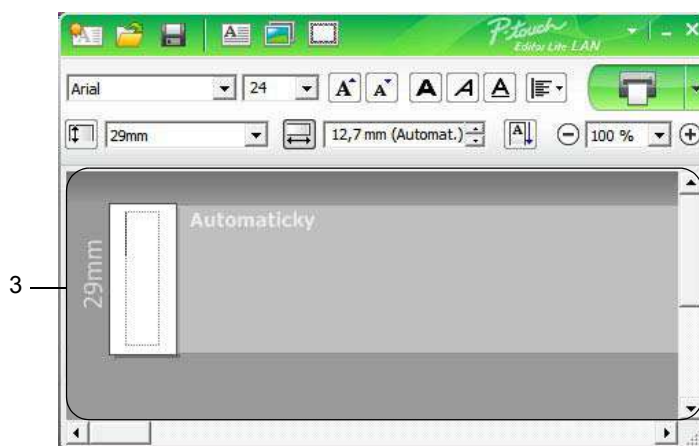 P-touch
Editor Lite LAN
Arial 24 A A A A A
29mm 12,7 mm (Automat.) A 100 %
Automaticky
29mm
3